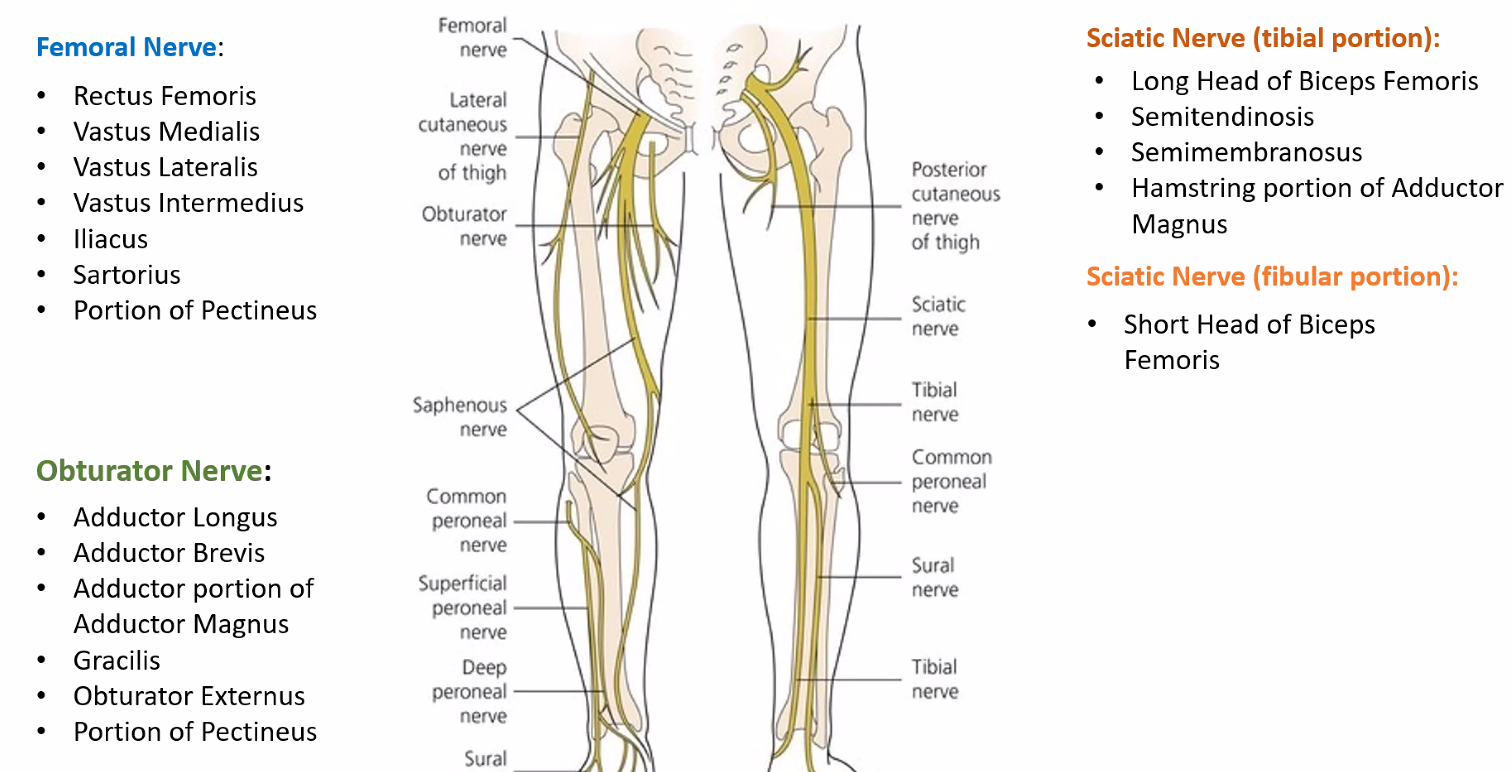 Femoral Nerve:
• Rectus Femoris
• Vastus Medialis
• Vastus Lateralis
• Vastus Intermedius
• Iliacus
• Sartorius
• Portion of Pectineus
Obturator Nerve:
• Adductor Longus
• Adductor Brevis
• Adductor portion of
Adductor Magnus
• Gracilis
• Obturator Externus
• Portion of Pectineus
Femoral
nerve
Lateral
cutaneous
nerve
of thigh
Obturator
nerve
Saphenous
nerve
Common
peroneal
nerve
Superficial
peroneal
nerve
Deep
peroneal
nerve
Sural
Posterior
cutaneous
nerve
of thigh
Sciatic
nerve
Tibial
nerve
Common
peroneal
nerve
Sural
nerve
Tibial
nerve
Sciatic Nerve (tibial portion):
• Long Head of Biceps Femoris
• Semitendinosis
• Semimembranosus
• Hamstring portion of Adductor
Magnus
Sciatic Nerve (fibular portion):
• Short Head of Biceps
Femoris